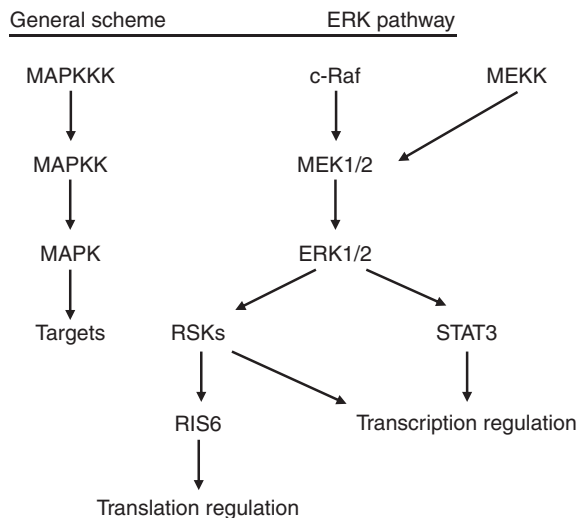 General scheme ERK pathway
MAPKKK c-Raf MEKK
MAPKK MEK1/2
MAPK ERK1/2
Targets RSKs STAT3
RIS6 Transcription regulation
Translation regulation